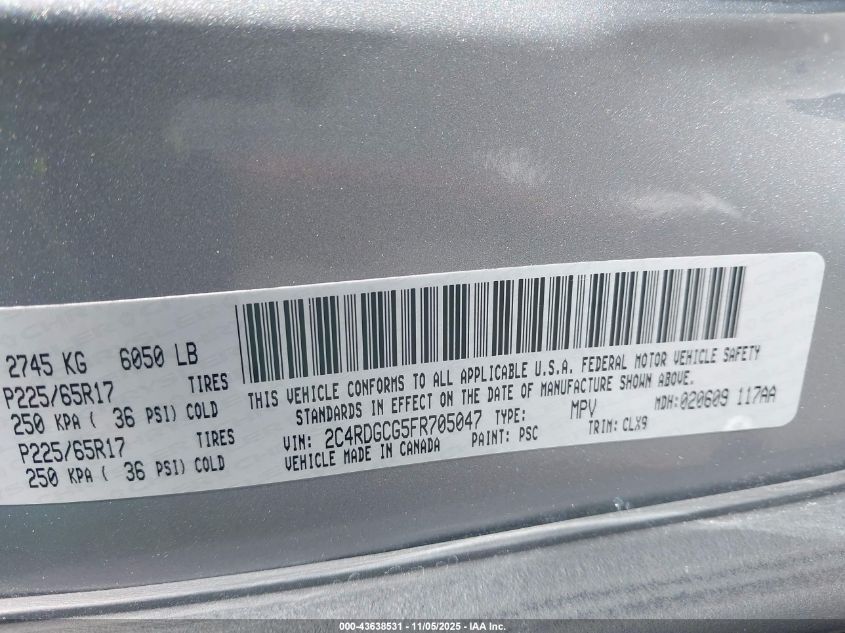 2745 KG 6050 LB
P225/65R17 TIRES
250 KPA ( 36 PSI) COLD
P225/65R17 TIRES
250 KPA ( 36 PSI) COLD
THIS VEHICLE CONFORMS TO ALL APPLICABLE U.S.A. FEDERAL MOTOR VEHICLE SAFETY
STANDARDS IN EFFECT ON THE DATE OF MANUFACTURE SHOWN ABOVE.
MDH:020609 117AA
VIN: 2C4RDGCG5FR705047 TYPE: MPV
VEHICLE MADE IN CANADA PAINT: PSC TRIM: CLX9
000-43638531 - 11/05/2025 - IAA Inc.